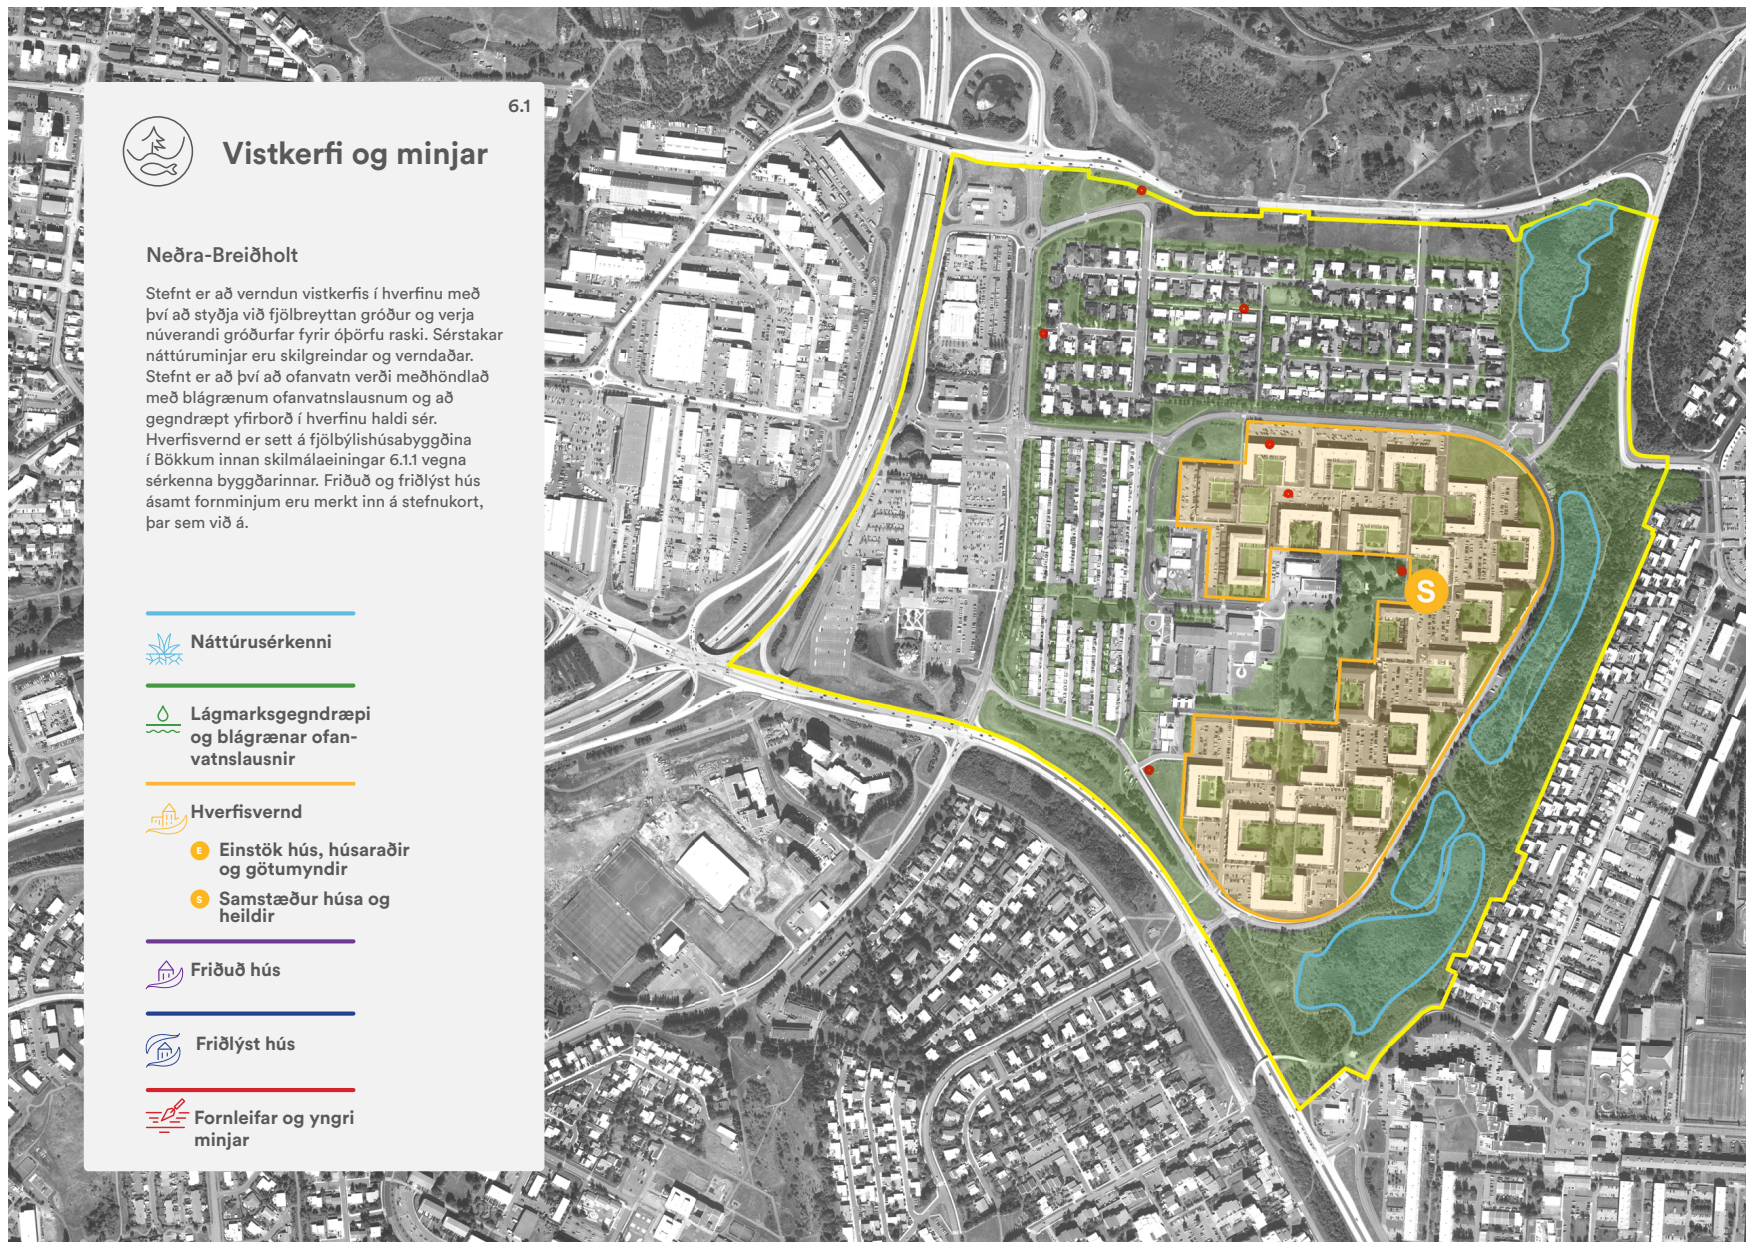 6.1
Vistkerfi og minjar
Neðra-Breiðholt
Stefnt er að verndun vistkerfis í hverfinu með
því að styðja við fjölbreyttan gróður og verja
núverandi gróðurfar fyrir óþörfu raski. Sérstakar
náttúruminjar eru skilgreindar og verndaðar.
Stefnt er að því að ofanvatn verði meðhöndlað
með blágrænum ofanvatnslausnum og að
gegndræpt yfirborð í hverfinu haldi sér.
Hverfisvernd er sett á fjölbýlishúsabyggðina
í Bökkum innan skilmálaeiningar 6.1.1 vegna
sérkenna byggðarinnar. Friðuð og friðlýst hús
ásamt fornminjum eru merkt inn á stefnukort,
þar sem við á.
Náttúrusérkenni
Lágmarksgegndræpi
og blágrænar ofan-
vatnslausnir
Hverfisvernd
E Einstök hús, húsaraðir
og götumyndir
S Samstæður húsa og
heildir
Friðuð hús
Friðlýst hús
Fornleifar og yngri
minjar
S